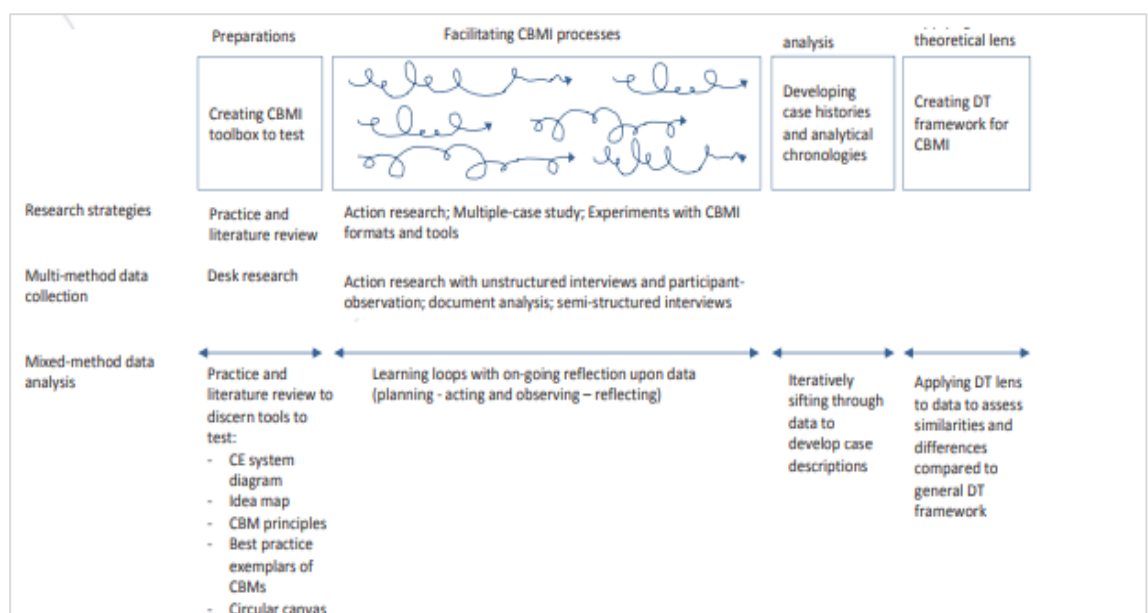 Preparations
Facilitating CBMI processes
analysis
theoretical lens
Creating CBMI
toolbox to test
Developing
case histories
and analytical
chronologies
Creating DT
framework for
CBMI
Research strategies
Practice and
literature review
Action research; Multiple-case study; Experiments with CBMI
formats and tools
Multi-method data
collection
Desk research
Action research with unstructured interviews and participant-
observation; document analysis; semi-structured interviews
Mixed-method data
analysis
Practice and
literature review to
discern tools to
test:
- CE system
diagram
- Idea map
- CBM principles
- Best practice
exemplars of
CBMs
- Circular canvas
Learning loops with on-going reflection upon data
(planning - acting and observing – reflecting)
Iteratively
sifting through
data to
develop case
descriptions
Applying DT lens
to data to assess
similarities and
differences
compared to
general DT
framework